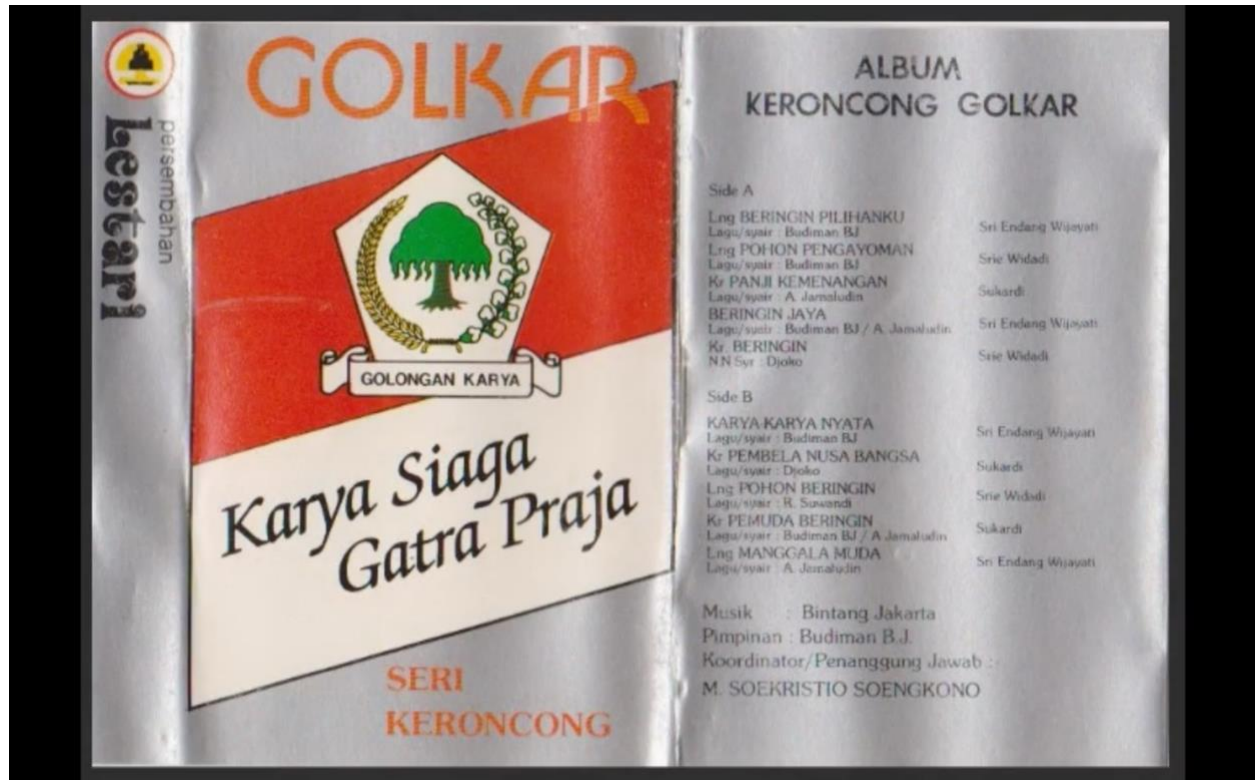 persembahan
Lestari
GOLKAR
GOLONGAN KARYA
Karya Siaga
Gatra Praja
SERI
KERONCONG
ALBUM
KERONCONG GOLKAR
Side A
Lng BERINGIN PILIHANKU
Lagu/syair : Budiman BJ
Sri Endang Wijayati
Lng POHON PENGAYOMAN
Lagu/syair : Budiman BJ
Srie Widadi
Kr PANJI KEMENANGAN
Lagu/syair : A. Jamaludin
Sukardi
BERINGIN JAYA
Lagu/syair : Budiman BJ / A. Jamaludin
Sri Endang Wijayati
Kr. BERINGIN
N.N Syr : Djoko
Srie Widadi
Side B
KARYA-KARYA NYATA
Lagu/syair : Budiman BJ
Sri Endang Wijayati
Kr PEMBELA NUSA BANGSA
Lagu/syair : Djoko
Sukardi
Lng POHON BERINGIN
Lagu/syair : R. Suwandi
Srie Widadi
Kr PEMUDA BERINGIN
Lagu/syair : Budiman BJ / A Jamaludin
Sukardi
Lng MANGGALA MUDA
Lagu/syair : A. Jamaludin
Sri Endang Wijayati
Musik : Bintang Jakarta
Pimpinan : Budiman B.J.
Koordinator/Penanggung Jawab :
M. SOEKRISTIO SOENGKONO